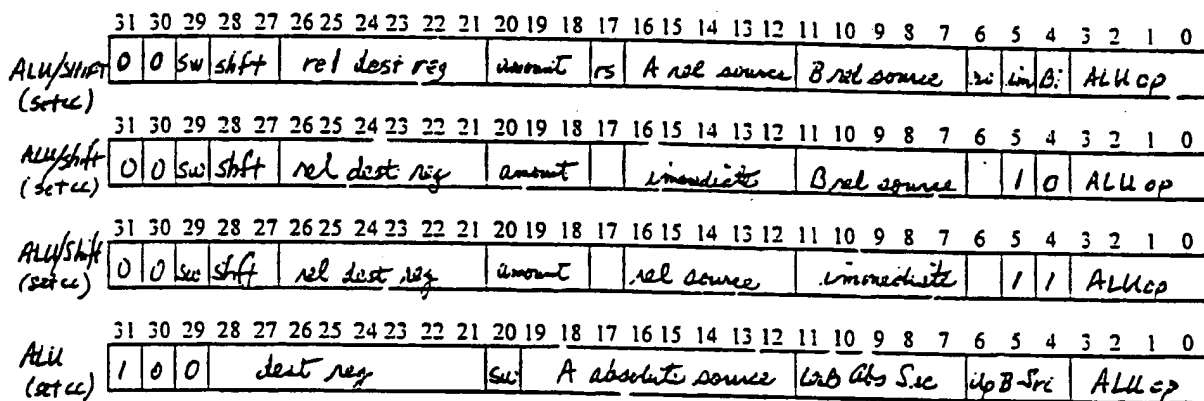 31 30 29 28 27 26 25 24 23 22 21 20 19 18 17 16 15 14 13 12 11 10 9 8 7 6 5 4 3 2 1 0
ALU/SHIFT 0 0 sw shft rel dest reg amount rs A rel source B rel source im Bi ALU op
(set cc)
31 30 29 28 27 26 25 24 23 22 21 20 19 18 17 16 15 14 13 12 11 10 9 8 7 6 5 4 3 2 1 0
ALU/shft 0 0 sw shft rel dest reg amount immediate B rel source 1 0 ALU op
(set cc)
31 30 29 28 27 26 25 24 23 22 21 20 19 18 17 16 15 14 13 12 11 10 9 8 7 6 5 4 3 2 1 0
ALU/Shift 0 0 sw shft rel dest reg amount rel source immediate 1 1 ALU op
(set cc)
31 30 29 28 27 26 25 24 23 22 21 20 19 18 17 16 15 14 13 12 11 10 9 8 7 6 5 4 3 2 1 0
ALU 1 0 0 dest reg sw A absolute source Abs Src ALU op
(set cc)